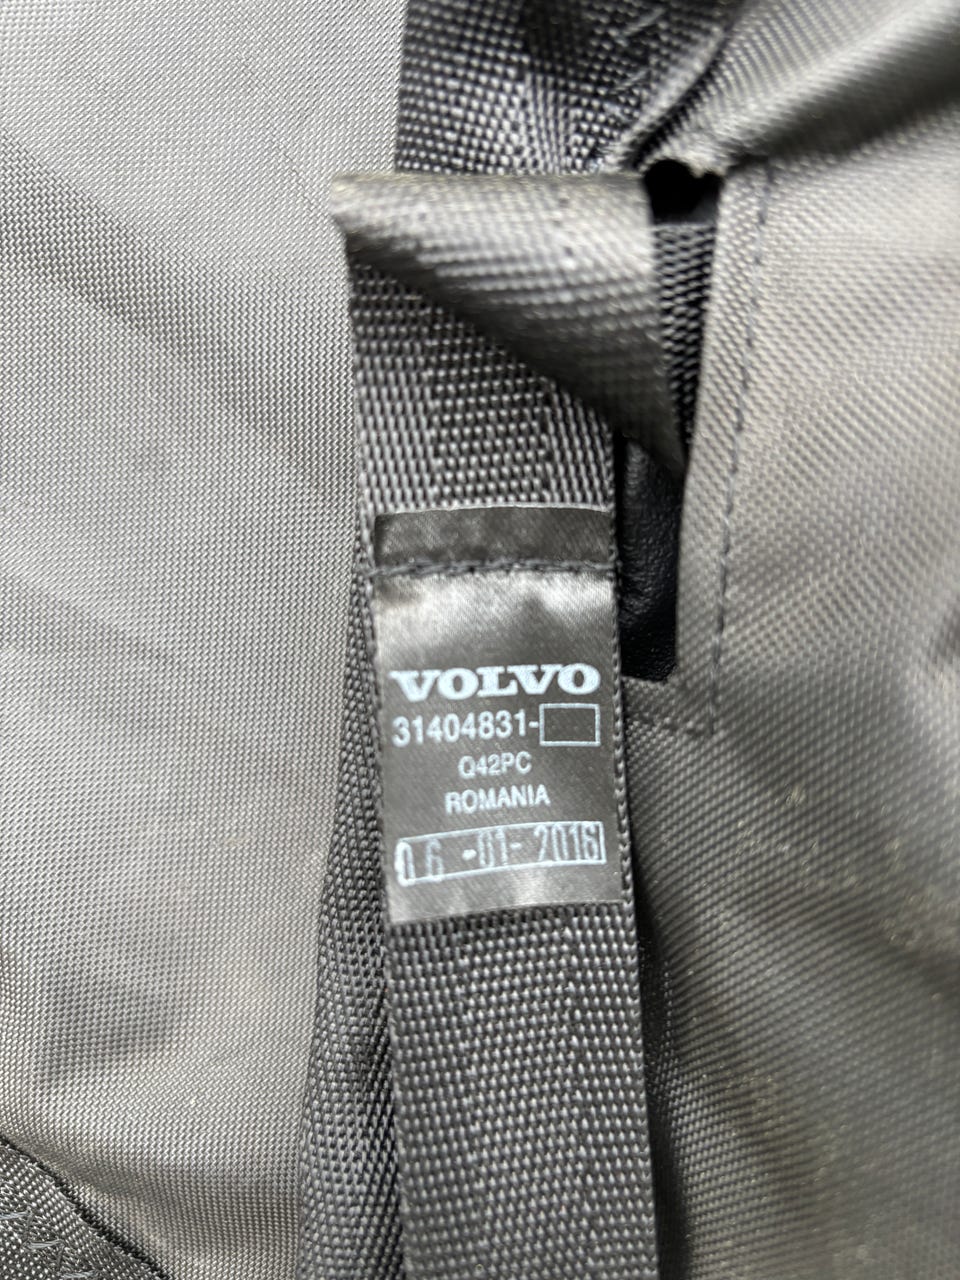 VOLVO
31404831-
Q42PC
ROMANIA
06 -01- 2016